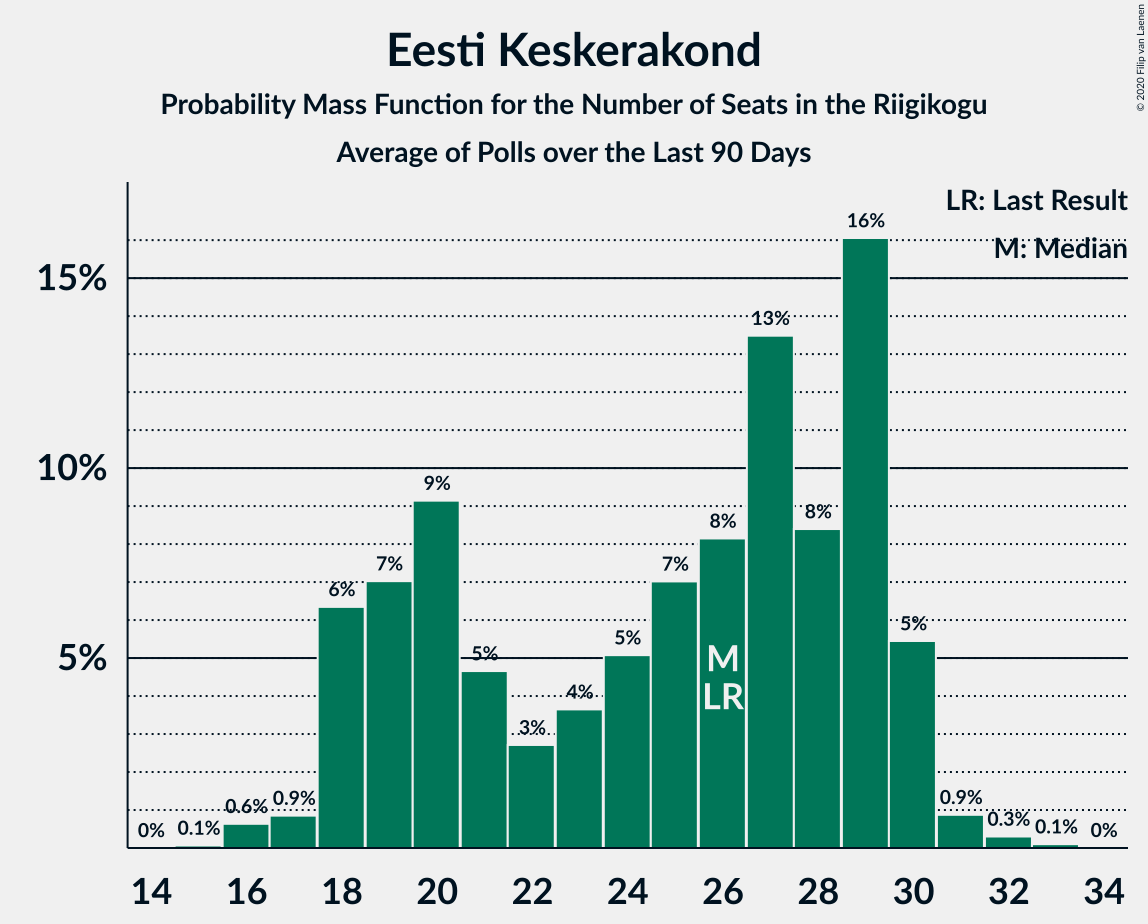 Eesti Keskerakond
Probability Mass Function for the Number of Seats in the Riigikogu
Average of Polls over the Last 90 Days
© 2020 Filip van Laenen
LR: Last Result
M: Median
15%
10%
5%
0%
0.1%
0.6%
0.9%
6%
7%
9%
5%
3%
4%
5%
7%
8%
13%
8%
16%
5%
0.9%
0.3%
0.1%
0%
M
LR
14 16 18 20 22 24 26 28 30 32 34